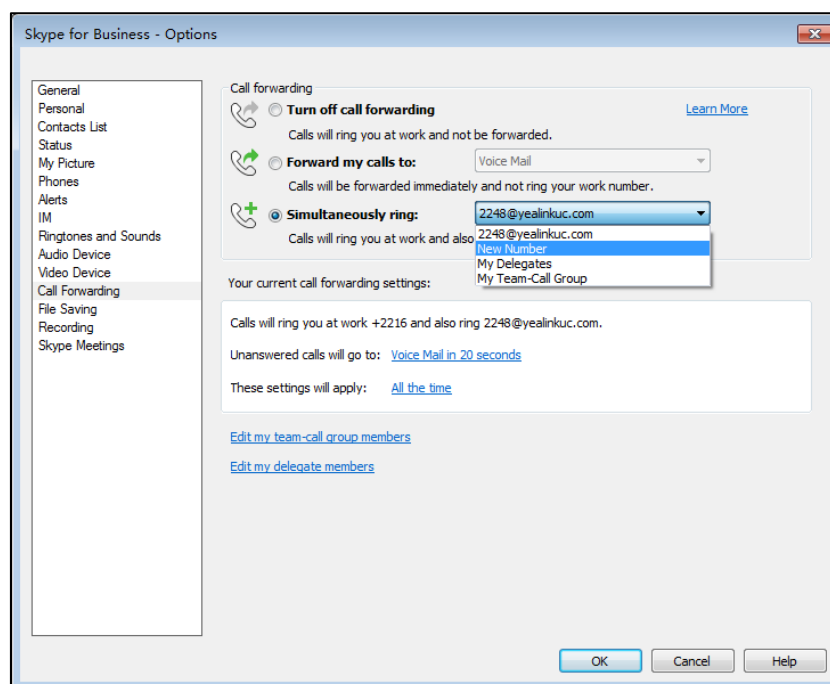 Skype for Business - Options
General
Personal
Contacts List
Status
My Picture
Phones
Alerts
IM
Ringtones and Sounds
Audio Device
Video Device
Call Forwarding
File Saving
Recording
Skype Meetings
Call forwarding
Turn off call forwarding
Learn More
Calls will ring you at work and not be forwarded.
Forward my calls to:
Voice Mail
Calls will be forwarded immediately and not ring your work number.
Simultaneously ring:
2248@yealinkuc.com
Calls will ring you at work and also
2248@yealinkuc.com
New Number
My Delegates
My Team-Call Group
Your current call forwarding settings:
Calls will ring you at work +2216 and also ring 2248@yealinkuc.com.
Unanswered calls will go to: Voice Mail in 20 seconds
These settings will apply: All the time
Edit my team-call group members
Edit my delegate members
OK
Cancel
Help